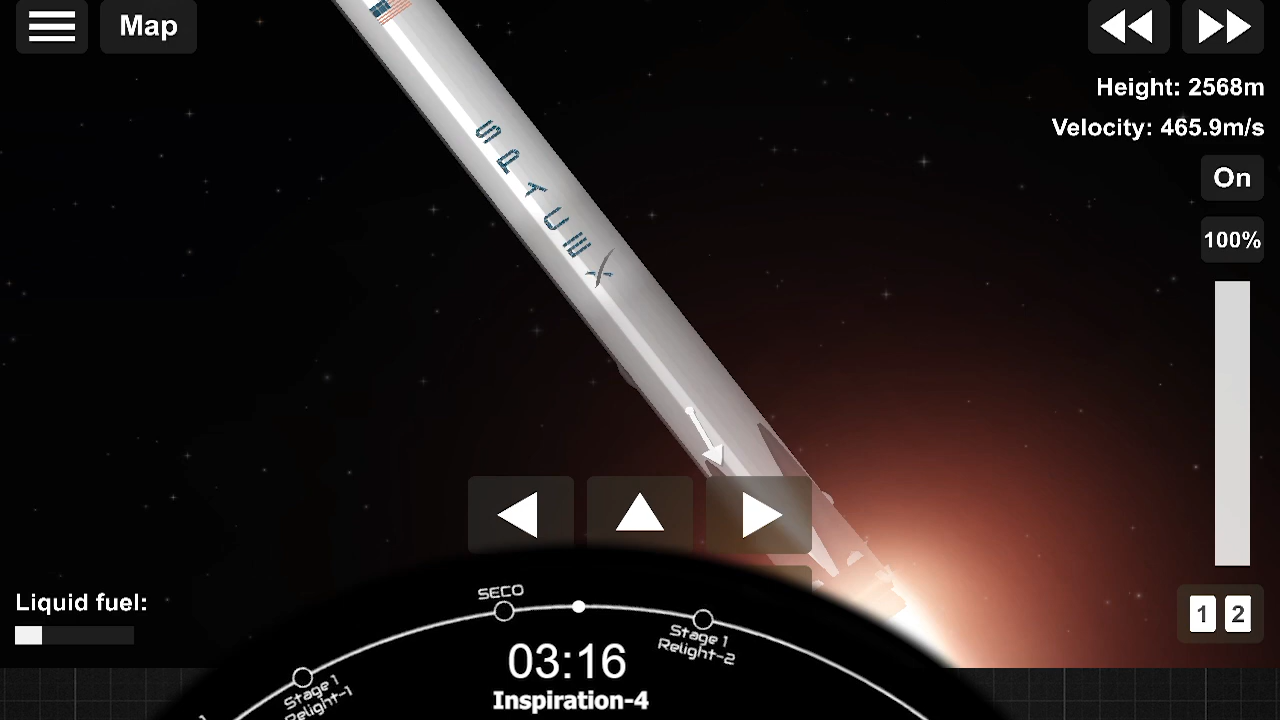 Map
Height: 2568m
Velocity: 465.9m/s
On
100%
Liquid fuel:
1 2
SECO
Stage 1
Relight-2
Stage 1
Relight-1
03:16
Inspiration-4